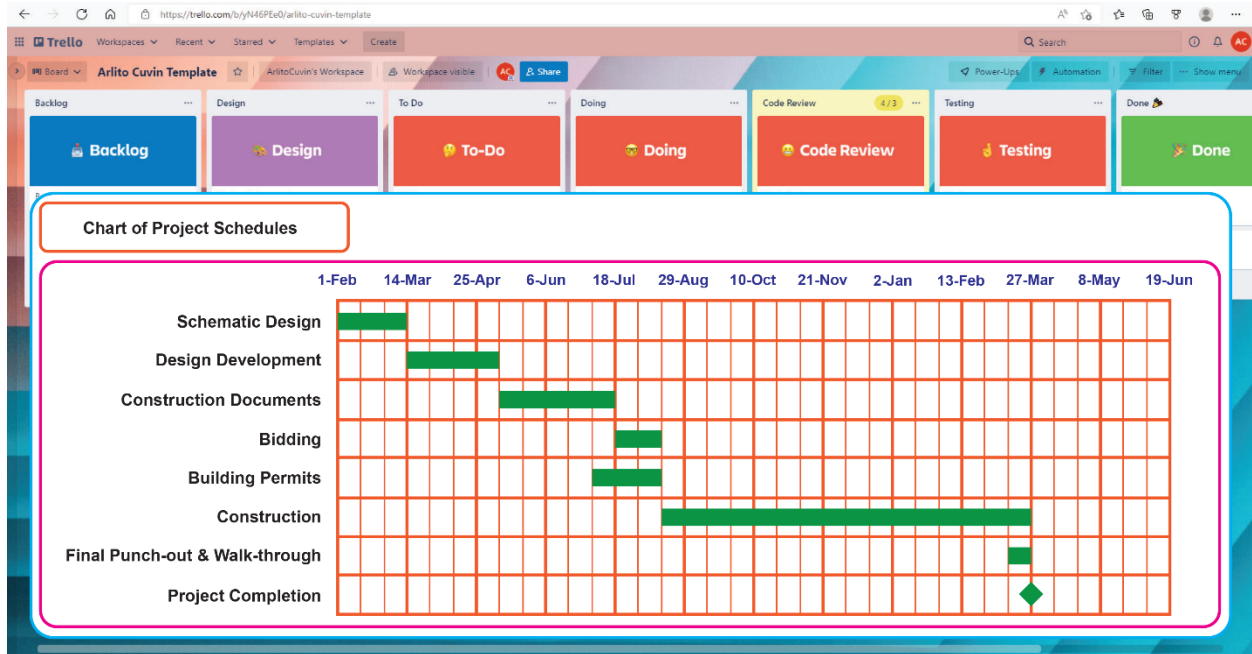 https://trello.com/b/yN46PEe0/arlito-cuvin-template
Trello Workspaces Recent Starred Templates Create Search AC
Board Arlito Cuvin Template ArlitoCuvin's Workspace Workspace visible AC Share Power-Ups Automation Filter Show menu
Backlog Design To Do Doing Code Review 4/3 Testing Done
Backlog Design To-Do Doing Code Review Testing Done
Chart of Project Schedules
1-Feb 14-Mar 25-Apr 6-Jun 18-Jul 29-Aug 10-Oct 21-Nov 2-Jan 13-Feb 27-Mar 8-May 19-Jun
Schematic Design
Design Development
Construction Documents
Bidding
Building Permits
Construction
Final Punch-out & Walk-through
Project Completion